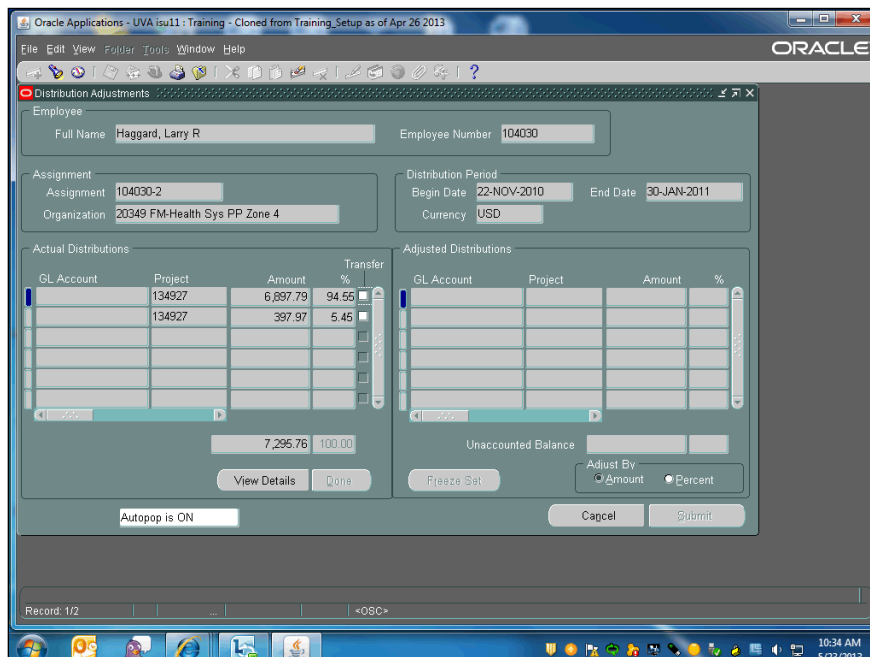 Oracle Applications - UVA isu11 : Training - Cloned from Training_Setup as of Apr 26 2013
File Edit View Folder Tools Window Help
ORACLE
Distribution Adjustments
Employee
Full Name Haggard, Larry R Employee Number 104030
Assignment Distribution Period
Assignment 104030-2 Begin Date 22-NOV-2010 End Date 30-JAN-2011
Organization 20349 FM-Health Sys PP Zone 4 Currency USD
Actual Distributions Adjusted Distributions
Transfer
GL Account Project Amount % GL Account Project Amount %
134927 6,897.79 94.55
134927 397.97 5.45
7,295.76 100.00 Unaccounted Balance
Adjust By
View Details Done Freeze Set Amount Percent
Autopop is ON Cancel Submit
Record: 1/2 ... <OSC>
10:34 AM
5/23/2013